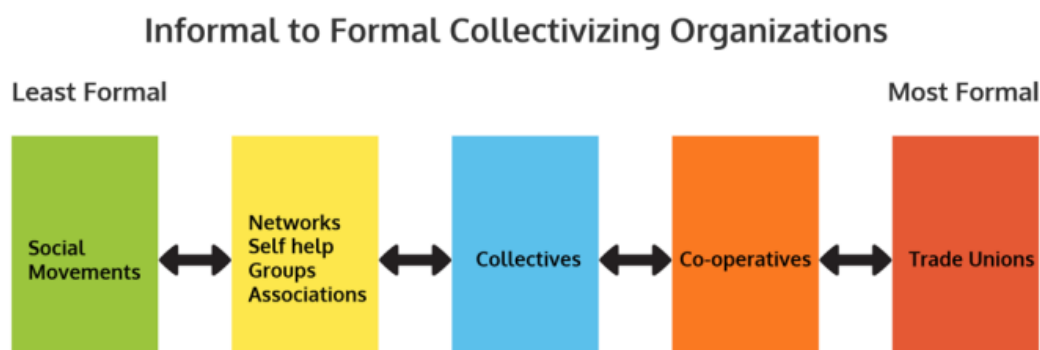 Informal to Formal Collectivizing Organizations
Least Formal
Most Formal
Social
Movements
Networks
Self help
Groups
Associations
Collectives
Co-operatives
Trade Unions